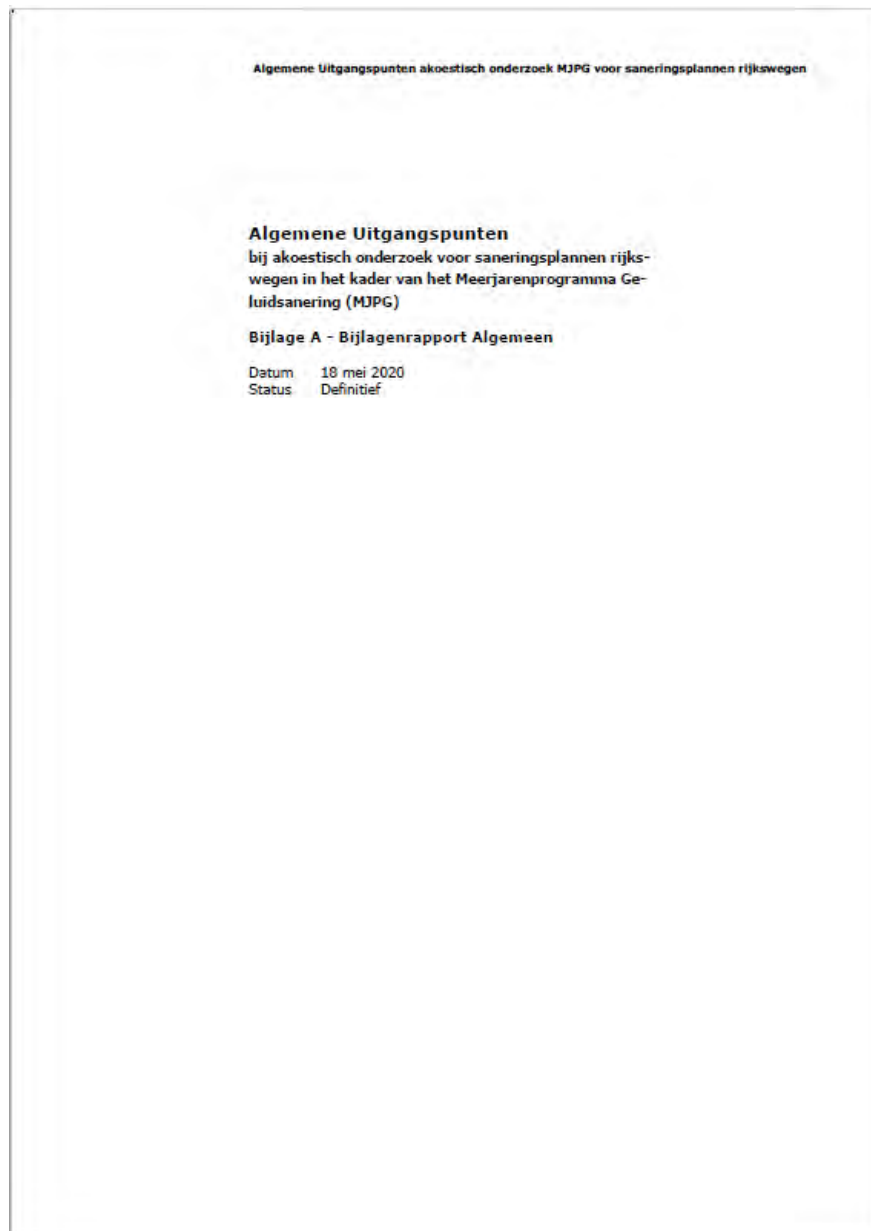 Algemene Uitgangspunten akoestisch onderzoek MJPG voor saneringsplannen rijkswegen
Algemene Uitgangspunten
bij akoestisch onderzoek voor saneringsplannen rijks-
wegen in het kader van het Meerjarenprogramma Ge-
luidsanering (MJPG)
Bijlage A - Bijlagenrapport Algemeen
Datum 18 mei 2020
Status Definitief